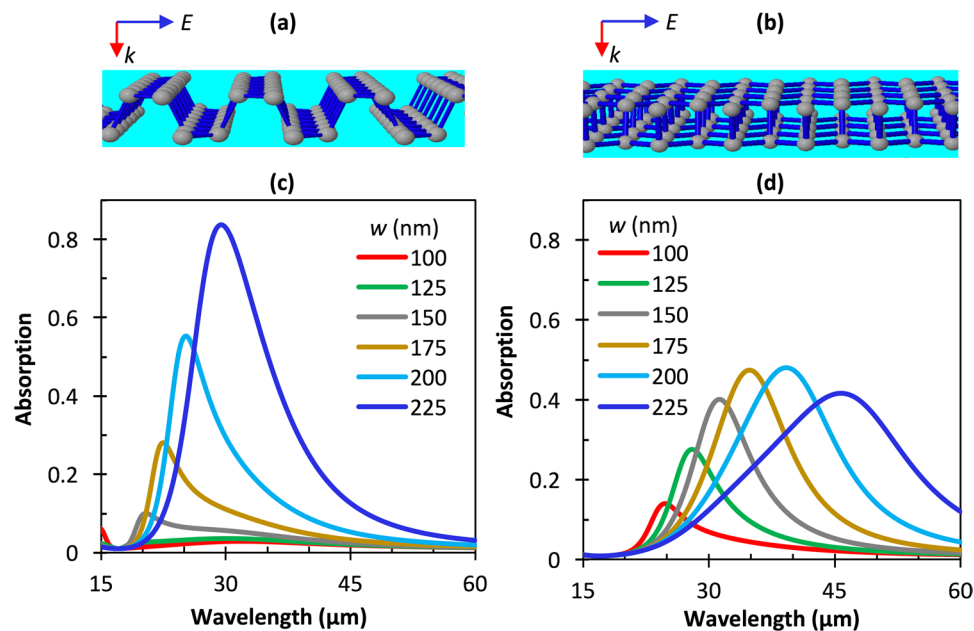 (a)
E
k
(b)
E
k
(c)
Absorption
0.8
0.6
0.4
0.2
0
w (nm)
100
125
150
175
200
225
15
30
45
60
Wavelength (μm)
(d)
Absorption
0.8
0.6
0.4
0.2
0
w (nm)
100
125
150
175
200
225
15
30
45
60
Wavelength (μm)